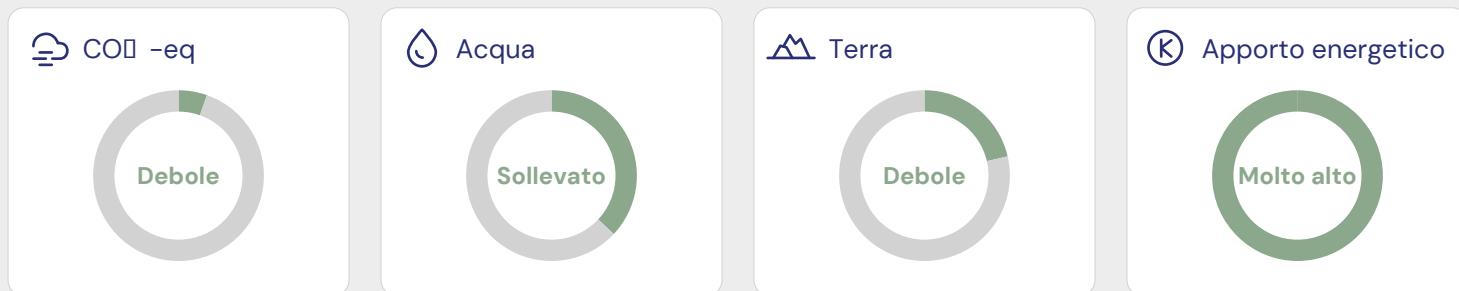 CO▯ -eq
Acqua
Terra
Apporto energetico
Debole
Sollevato
Debole
Molto alto